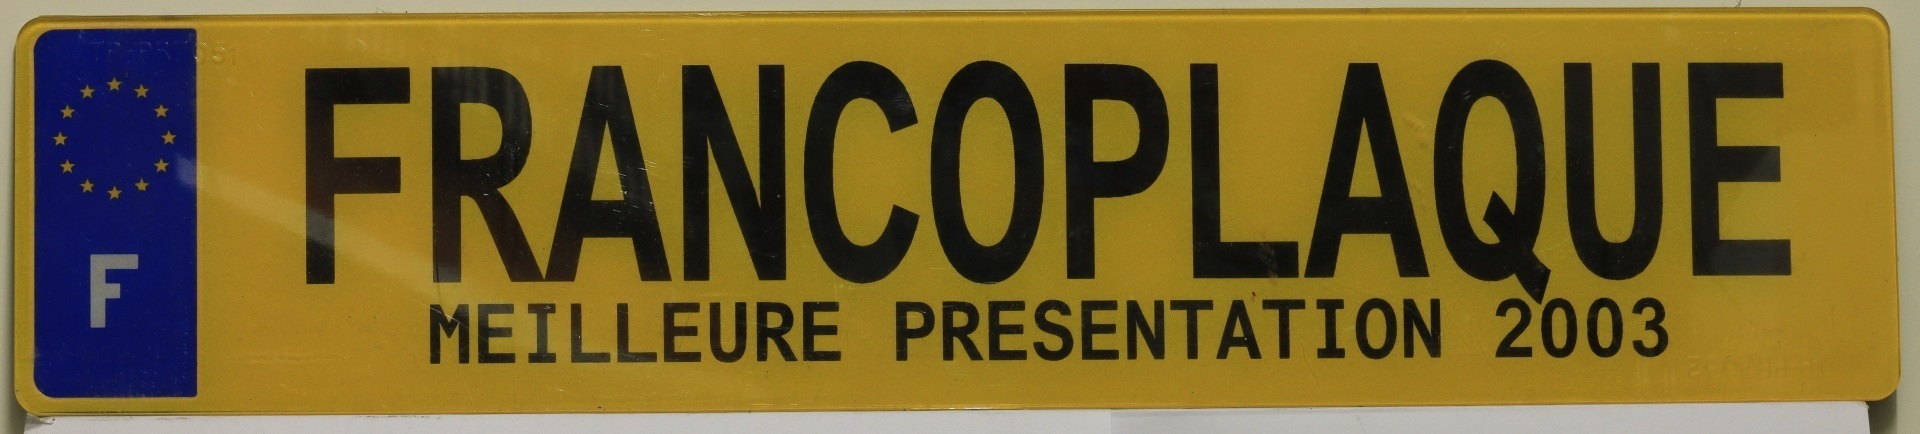 F
FRANCOPLAQUE
MEILLEURE PRESENTATION 2003